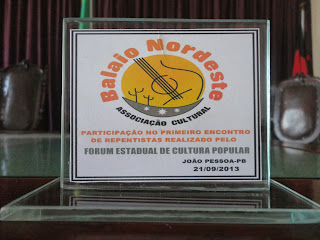 Balaio Nordeste
ASSOCIAÇÃO CULTURAL
PARTICIPAÇÃO NO PRIMEIRO ENCONTRO
DE REPENTISTAS REALIZADO PELO
FORUM ESTADUAL DE CULTURA POPULAR
JOÃO PESSOA-PB
21/09/2013